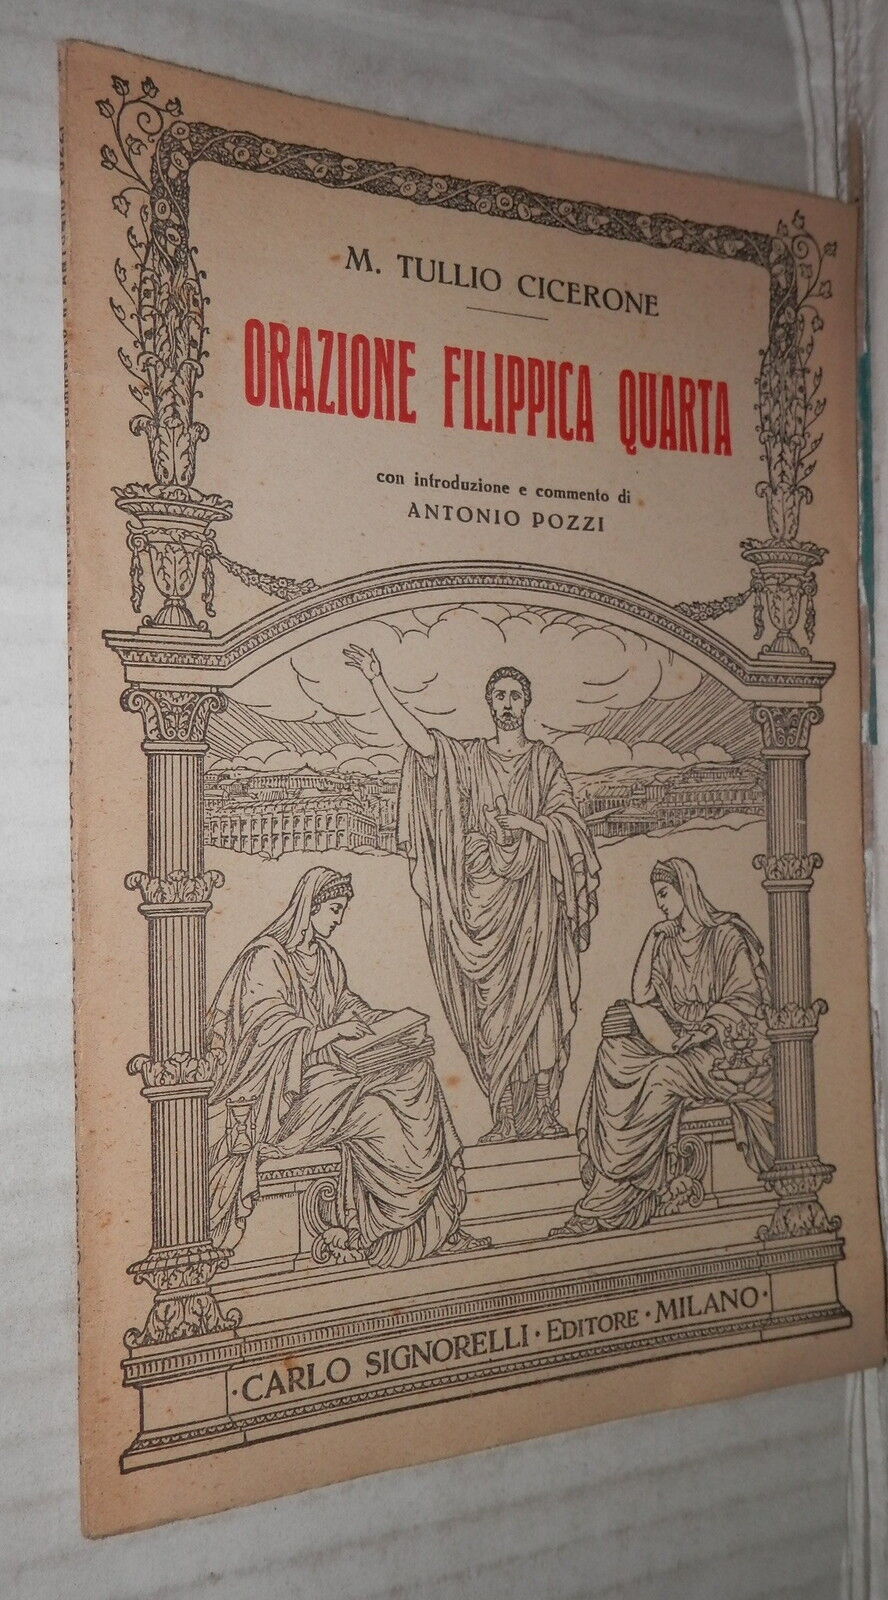 M. TULLIO CICERONE
ORAZIONE FILIPPICA QUARTA
con introduzione e commento di
ANTONIO POZZI
·CARLO SIGNORELLI · EDITORE · MILANO·